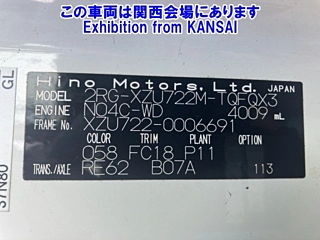 この車両は関西会場にあります
Exhibition from KANSAI
GL
Hino Motors, Ltd. JAPAN
MODEL 2RG-XZU722M-TQFQX3
ENGINE N04C-WD 4009 mL
FRAME No. XZU722-0006691
COLOR TRIM PLANT OPTION
058 FC18 P11
TRANS./AXLE RE62 B07A 113
37N80